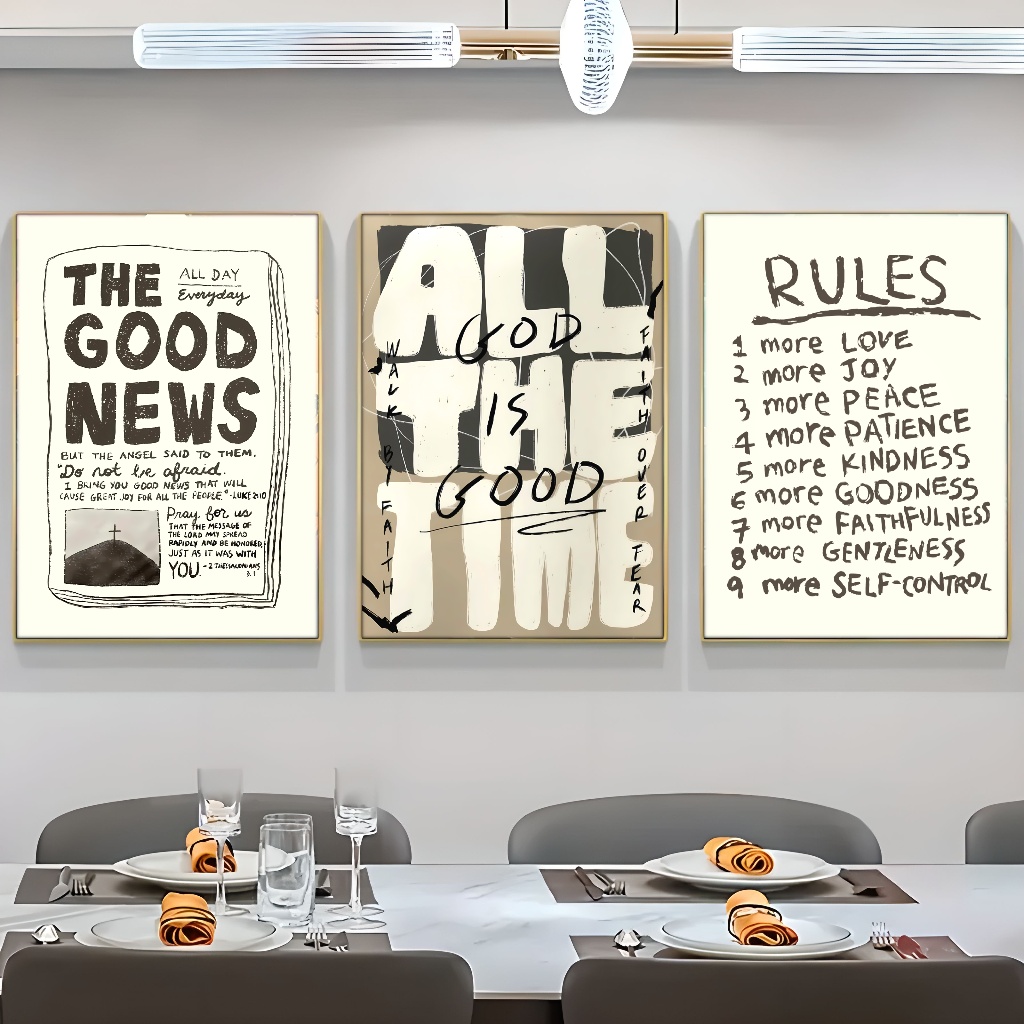 THE
ALL DAY
Everyday
GOOD
NEWS
BUT THE ANGEL SAID TO THEM,
"Do not be afraid.
I BRING YOU GOOD NEWS THAT WILL
CAUSE GREAT JOY FOR ALL THE PEOPLE." -LUKE 2:10
Pray for us
THAT THE MESSAGE OF
THE LORD MAY SPREAD
RAPIDLY AND BE HONORED,
JUST AS IT WAS WITH
YOU. -2 THESSALONIANS
3:1
ALL
THE
TIME
GOD
IS
GOOD
WALK BY FAITH
FAITH OVER FEAR
RULES
1 more LOVE
2 more JOY
3 more PEACE
4 more PATIENCE
5 more KINDNESS
6 more GOODNESS
7 more FAITHFULNESS
8 more GENTLENESS
9 more SELF-CONTROL